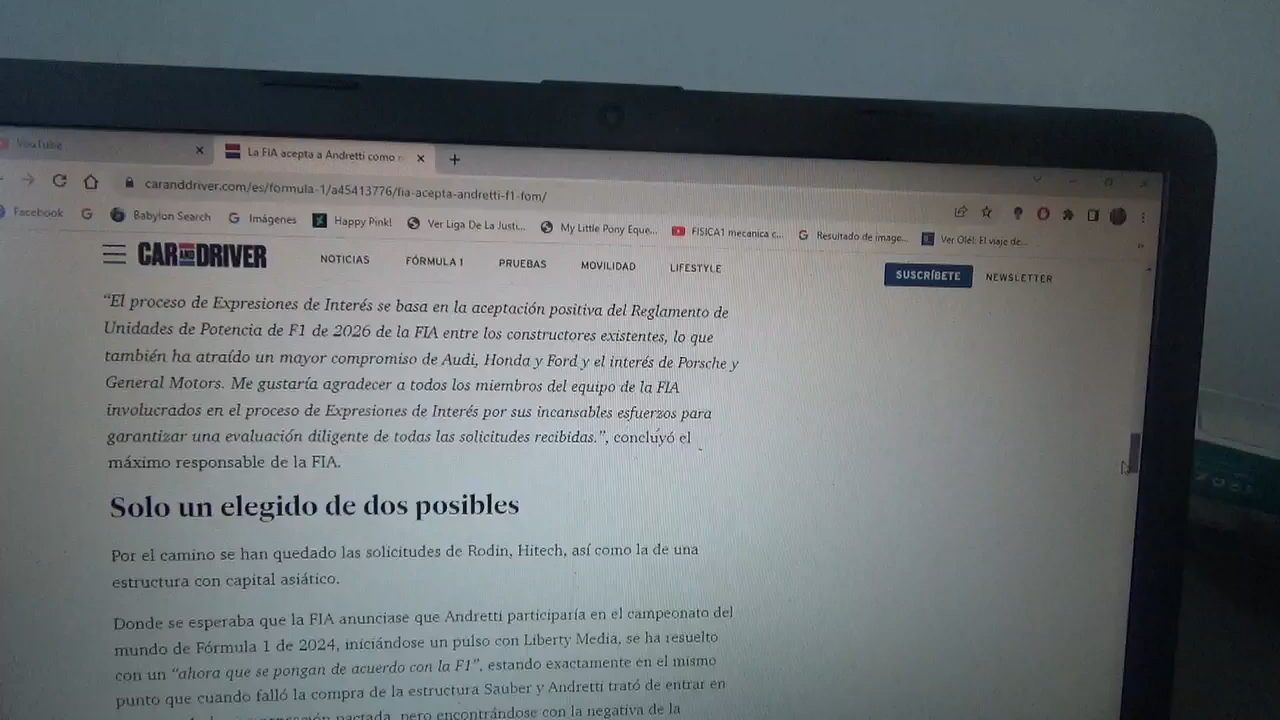 YouTube
La FIA acepta a Andretti como r
caranddriver.com/es/formula-1/a45413776/fia-acepta-andretti-f1-fom/
Facebook
Babylon Search
Imágenes
Happy Pink!
Ver Liga De La Justi...
My Little Pony Eque...
FISICA1 mecanica c...
Resultado de image...
Ver Olé!: El viaje de...
CAR AND DRIVER
NOTICIAS
FÓRMULA 1
PRUEBAS
MOVILIDAD
LIFESTYLE
SUSCRÍBETE
NEWSLETTER
“El proceso de Expresiones de Interés se basa en la aceptación positiva del Reglamento de
Unidades de Potencia de F1 de 2026 de la FIA entre los constructores existentes, lo que
también ha atraído un mayor compromiso de Audi, Honda y Ford y el interés de Porsche y
General Motors. Me gustaría agradecer a todos los miembros del equipo de la FIA
involucrados en el proceso de Expresiones de Interés por sus incansables esfuerzos para
garantizar una evaluación diligente de todas las solicitudes recibidas.”, concluyó el
máximo responsable de la FIA.
Solo un elegido de dos posibles
Por el camino se han quedado las solicitudes de Rodin, Hitech, así como la de una
estructura con capital asiático.
Donde se esperaba que la FIA anunciase que Andretti participaría en el campeonato del
mundo de Fórmula 1 de 2024, iniciándose un pulso con Liberty Media, se ha resuelto
con un “ahora que se pongan de acuerdo con la F1”, estando exactamente en el mismo
punto que cuando falló la compra de la estructura Sauber y Andretti trató de entrar en
pactada, pero encontrándose con la negativa de la